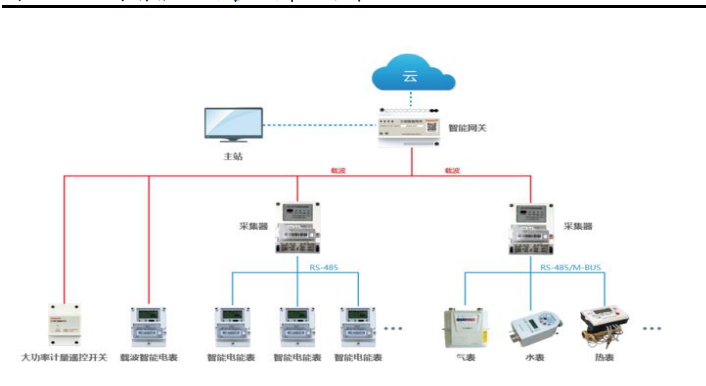 云
智能网关
主站
载波 载波
采集器 采集器
RS-485 RS-485/M-BUS
大功率计量遥控开关 载波智能电表 智能电能表 智能电能表 智能电能表 气表 水表 热表